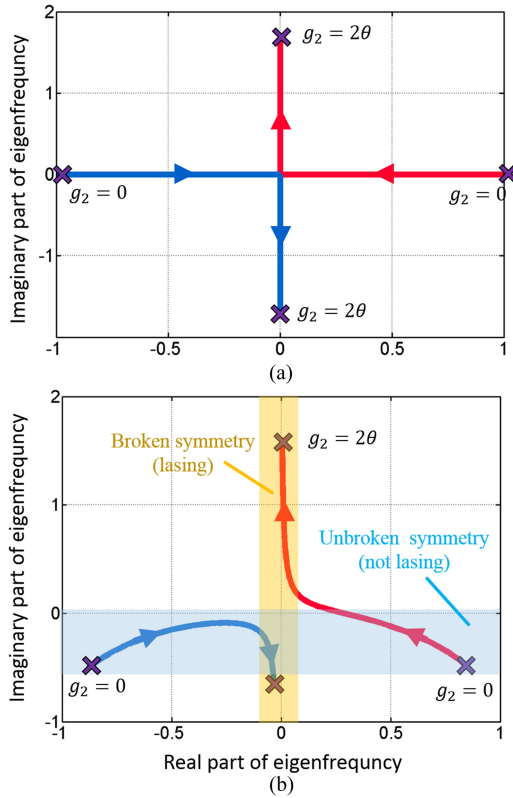 2
g₂ = 2θ
1
0
g₂ = 0
g₂ = 0
-1
g₂ = 2θ
-1
-0.5
0
0.5
1
Imaginary part of eigenfrequncy
(a)
2
Broken symmetry
(lasing)
g₂ = 2θ
1
Unbroken symmetry
(not lasing)
0
g₂ = 0
g₂ = 0
-1
-1
-0.5
0
0.5
1
Imaginary part of eigenfrequncy
Real part of eigenfrequncy
(b)